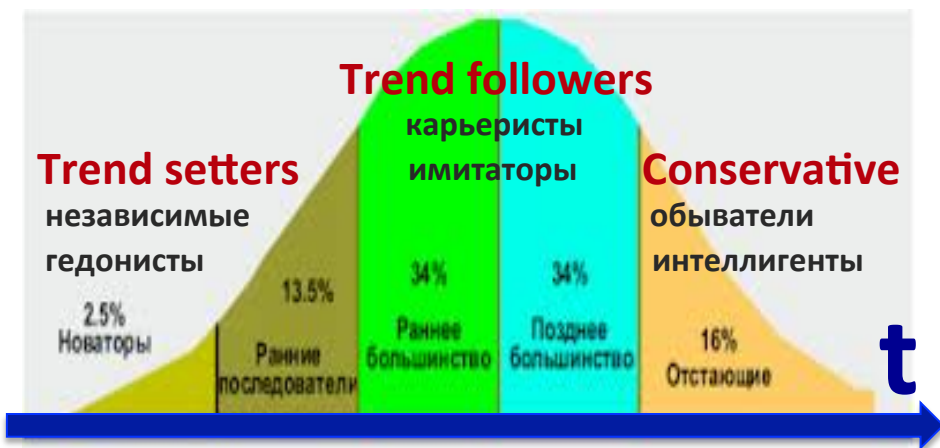 Trend followers
карьеристы
имитаторы
Trend setters
независимые
гедонисты
Conservative
обыватели
интеллигенты
2.5%
Новаторы
13.5%
Ранние
последователи
34%
Раннее
большинство
34%
Позднее
большинство
16%
Отстающие
t